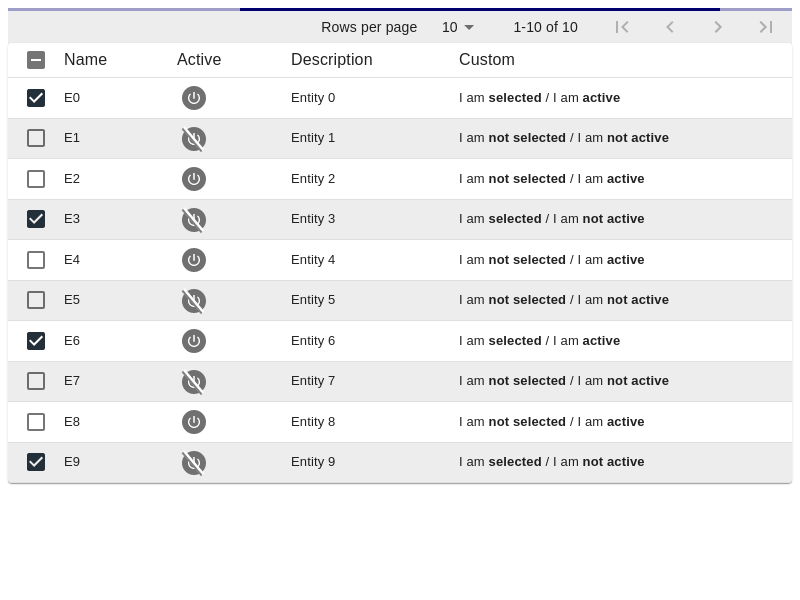 Rows per page 10 1-10 of 10
Name Active Description Custom
E0 Entity 0 I am selected / I am active
E1 Entity 1 I am not selected / I am not active
E2 Entity 2 I am not selected / I am active
E3 Entity 3 I am selected / I am not active
E4 Entity 4 I am not selected / I am active
E5 Entity 5 I am not selected / I am not active
E6 Entity 6 I am selected / I am active
E7 Entity 7 I am not selected / I am not active
E8 Entity 8 I am not selected / I am active
E9 Entity 9 I am selected / I am not active